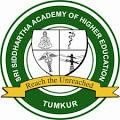 SRI SIDDHARTHA ACADEMY OF HIGHER EDUCATION
Reach the Unreached
TUMKUR